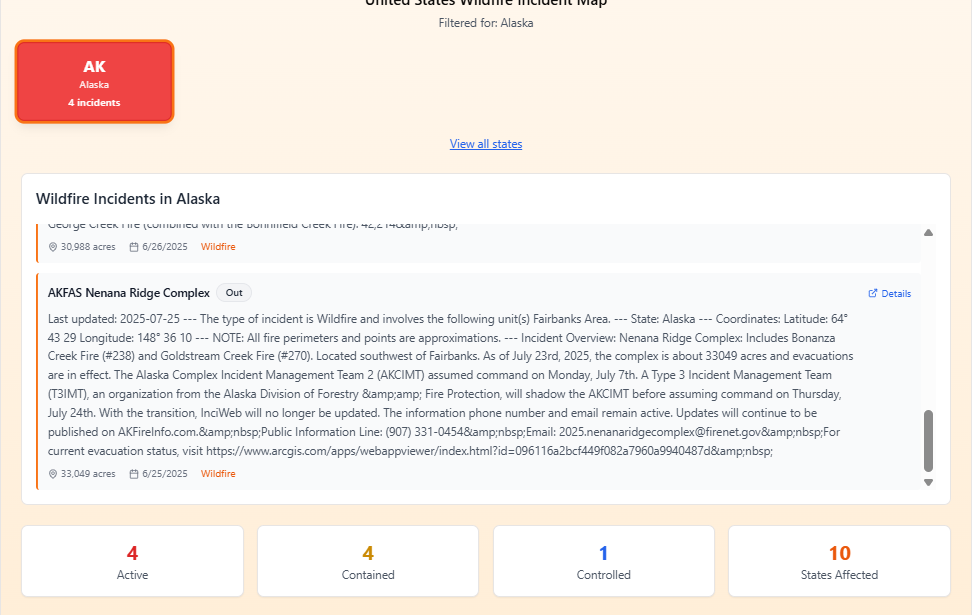 United States Wildfire Incident Map
Filtered for: Alaska
AK
Alaska
4 incidents
View all states
Wildfire Incidents in Alaska
George Creek Fire (combined with the Bonnifield Creek Fire): 42,214&amp;nbsp;
30,988 acres 6/26/2025 Wildfire
AKFAS Nenana Ridge Complex Out Details
Last updated: 2025-07-25 --- The type of incident is Wildfire and involves the following unit(s) Fairbanks Area. --- State: Alaska --- Coordinates: Latitude: 64°
43 29 Longitude: 148° 36 10 --- NOTE: All fire perimeters and points are approximations. --- Incident Overview: Nenana Ridge Complex: Includes Bonanza
Creek Fire (#238) and Goldstream Creek Fire (#270). Located southwest of Fairbanks. As of July 23rd, 2025, the complex is about 33049 acres and evacuations
are in effect. The Alaska Complex Incident Management Team 2 (AKCIMT) assumed command on Monday, July 7th. A Type 3 Incident Management Team
(T3IMT), an organization from the Alaska Division of Forestry &amp;amp; Fire Protection, will shadow the AKCIMT before assuming command on Thursday,
July 24th. With the transition, InciWeb will no longer be updated. The information phone number and email remain active. Updates will continue to be
published on AKFireInfo.com.&amp;nbsp;Public Information Line: (907) 331-0454&amp;nbsp;Email: 2025.nenanaridgecomplex@firenet.gov&amp;nbsp;For
current evacuation status, visit https://www.arcgis.com/apps/webappviewer/index.html?id=096116a2bcf449f082a7960a9940487d&amp;nbsp;
33,049 acres 6/25/2025 Wildfire
4
Active
4
Contained
1
Controlled
10
States Affected